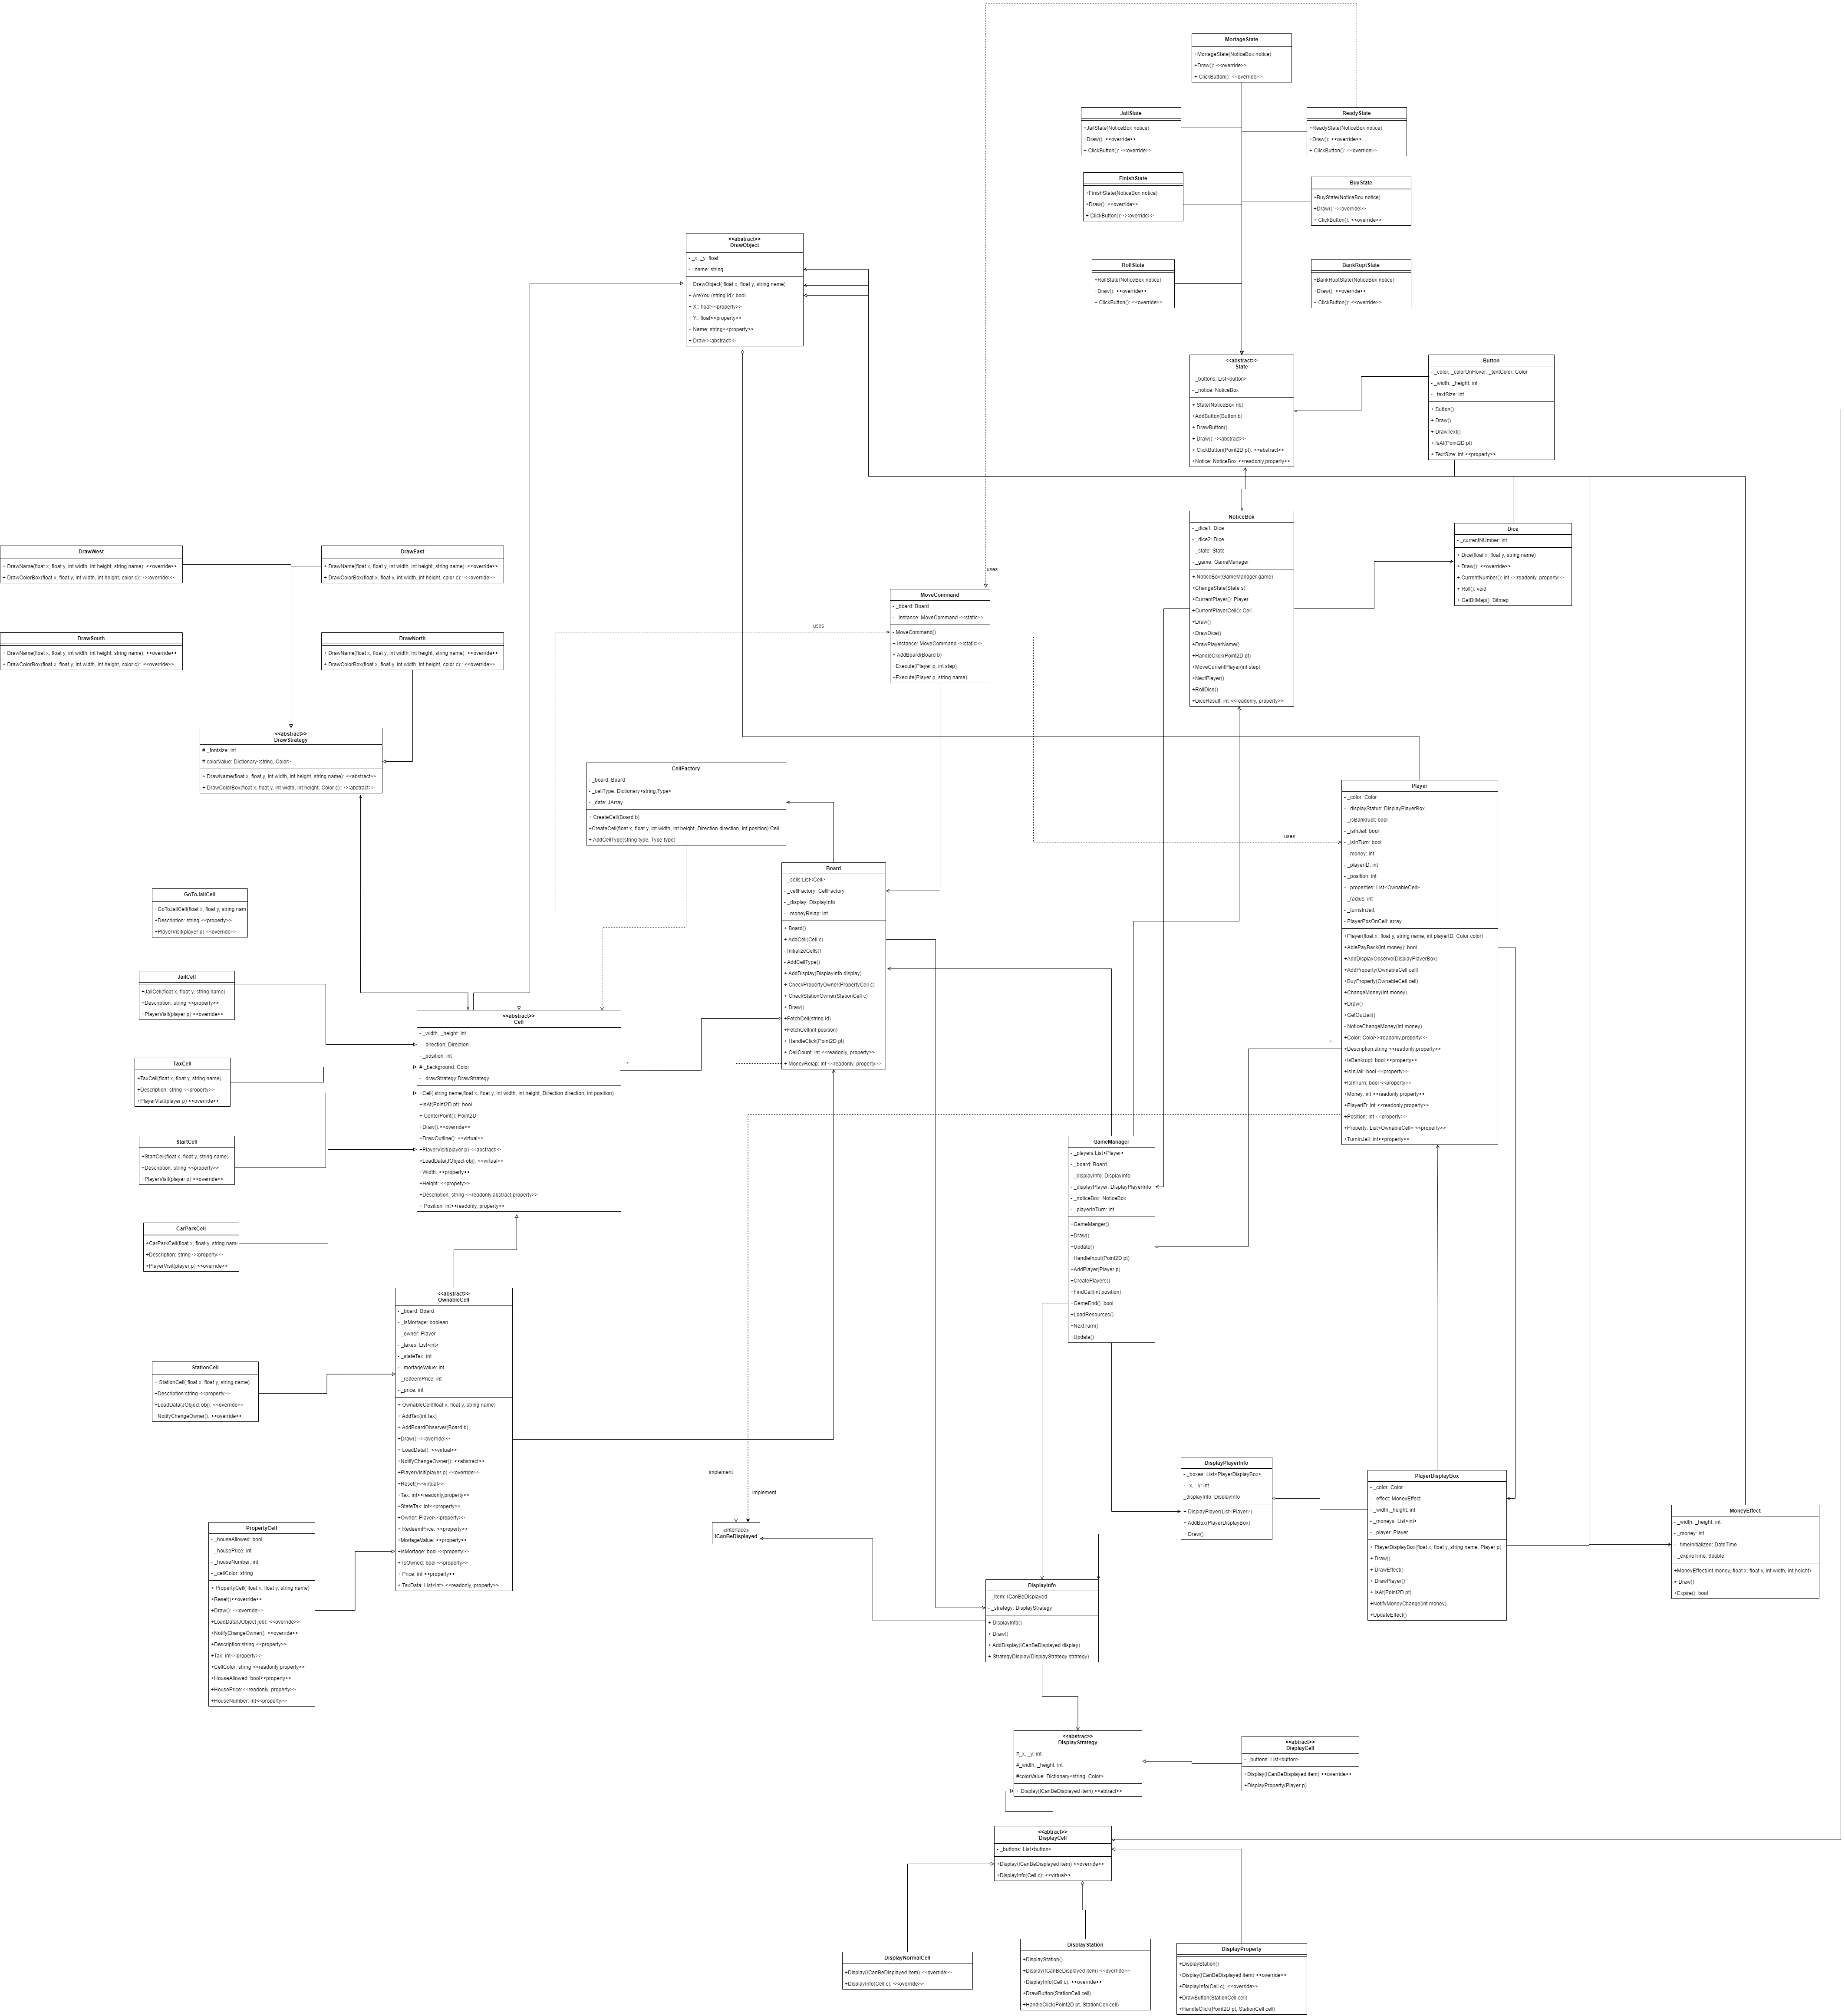 MortageState
+MortageState(NoticeBox notice)
+Draw(): <<override>>
+ ClickButton(): <<override>>
JailState
+JailState(NoticeBox notice)
+Draw(): <<override>>
+ ClickButton(): <<override>>
ReadyState
+ReadyState(NoticeBox notice)
+Draw(): <<override>>
+ ClickButton(): <<override>>
FinishState
+FinishState(NoticeBox notice)
+Draw(): <<override>>
+ ClickButton(): <<override>>
BuyState
+BuyState(NoticeBox notice)
+Draw(): <<override>>
+ ClickButton(): <<override>>
RollState
+RollState(NoticeBox notice)
+Draw(): <<override>>
+ ClickButton(): <<override>>
BankRuptState
+BankRuptState(NoticeBox notice)
+Draw(): <<override>>
+ ClickButton(): <<override>>
<<abstract>>
DrawObject
- _x, _y: float
- _name: string
+ DrawObject( float x, float y, string name)
+ AreYou (string id): bool
+ X:: float<<property>>
+ Y:: float<<property>>
+ Name: string<<property>>
+ Draw<<abstract>>
<<abstract>>
State
- _buttons: List<button>
- _notice: NoticeBox
+ State(NoticeBox nb)
+AddButton(Button b)
+ DrawButton()
+ Draw(): <<abstract>>
+ ClickButton(Point2D pt): <<abstract>>
+Notice: NoticeBox <<readonly,property>>
Button
- _color, _colorOnHover, _textColor: Color
- _width, _height: int
- _textSize: int
+ Button()
+ Draw()
+ DrawText()
+ IsAt(Point2D pt)
+ TextSize: int <<property>>
NoticeBox
- _dice1: Dice
- _dice2: Dice
- _state: State
- _game: GameManager
+ NoticeBox(GameManager game)
+ChangeState(State s)
+CurrentPlayer(): Player
+CurrentPlayerCell(): Cell
+Draw()
+DrawDice()
+DrawPlayerName()
+HandleClick(Point2D pt)
+MoveCurrentPlayer(int step)
+NextPlayer()
+RollDice()
+DiceResult: int <<readonly, property>>
Dice
- _currentNUmber: int
+ Dice(float x, float y, string name)
+ Draw(): <<override>>
+ CurrentNumber(): int <<readonly, property>>
+ Roll(): void
+ GetBitMap(): Bitmap
DrawWest
+ DrawName(float x, float y, int width, int height, string name): <<override>>
+ DrawColorBox(float x, float y, int width, int height, color c):: <<override>>
DrawEast
+ DrawName(float x, float y, int width, int height, string name): <<override>>
+ DrawColorBox(float x, float y, int width, int height, color c):: <<override>>
DrawSouth
+ DrawName(float x, float y, int width, int height, string name): <<override>>
+ DrawColorBox(float x, float y, int width, int height, color c):: <<override>>
DrawNorth
+ DrawName(float x, float y, int width, int height, string name): <<override>>
+ DrawColorBox(float x, float y, int width, int height, color c):: <<override>>
uses
uses
uses
MoveCommand
- _board: Board
- _instance: MoveCommand <<static>>
- MoveCommand()
+ Instance: MoveCommand <<static>>
+ AddBoard(Board b)
+Execute(Player p, int step)
+Execute(Player p, string name)
<<abstract>>
DrawStrategy
# _fontsize: int
# colorValue: Dictionary<string, Color>
+ DrawName(float x, float y, int width, int height, string name): <<abstract>>
+ DrawColorBox(float x, float y, int width, int height, Color c):: <<abstract>>
CellFactory
- _board: Board
- _cellType: Dictionary<string,Type>
- _data: JArray
+ CreateCell(Board b)
+CreateCell(float x, float y, int width, int height, Direction direction, int position):Cell
+ AddCellType(string type, Type type)
Board
- _cells:List<Cell>
- _cellFactory: CellFactory
- _display: DisplayInfo
- _moneyRelap: int
+ Board()
+ AddCell(Cell c)
- InitializeCells()
- AddCellType()
+ AddDisplay(DisplayInfo display)
+ CheckPropertyOwner(PropertyCell c)
+ CheckStationOwner(StationCell c)
+ Draw()
+FetchCell(string id)
+FetchCell(int position)
+ HandleClick(Point2D pt)
+ CellCount: int <<readonly, property>>
+ MoneyRelap: int <<readonly, property>>
Player
- _color: Color
- _displayStatus: DisplayPlayerBox
- _isBankrupt: bool
- _isInJail: bool
- _isInTurn: bool
- _money: int
- _playerID: int
- _position: int
- _properties: List<OwnableCell>
- _radius: int
- _turnsInJail:
- PlayerPosOnCell: array
+Player(float x, float y, string name, int playerID, Color color)
+AblePayBack(int money): bool
+AddDisplayObserve(DisplayPlayerBox)
+AddProperty(OwnableCell cell)
+BuyProperty(OwnableCell cell)
+ChangeMoney(int money)
+Draw()
+GetOutJail()
- NoticeChangeMoney(int money)
+Color: Color<<readonly,property>>
+Description:string <<readonly,property>>
+IsBankrupt: bool <<property>>
+IsInJail: bool <<property>>
+IsInTurn: bool <<property>>
+Money: int <<readonly,property>>
+PlayerID: int <<readonly,property>>
+Position: int <<property>>
+Property: List<OwnableCell> <<property>>
+TurnInJail: int<<property>>
GoToJailCell
+GoToJailCell(float x, float y, string nam
+Description: string <<property>>
+PlayerVisit(player p) <<override>>
JailCell
+JailCell(float x, float y, string name)
+Description: string <<property>>
+PlayerVisit(player p) <<override>>
TaxCell
+TaxCell(float x, float y, string name)
+Description: string <<property>>
+PlayerVisit(player p) <<override>>
StartCell
+StartCell(float x, float y, string name)
+Description: string <<property>>
+PlayerVisit(player p) <<override>>
CarParkCell
+CarParkCell(float x, float y, string nam
+Description: string <<property>>
+PlayerVisit(player p) <<override>>
<<abstract>>
Cell
- _width, _height: int
- _direction: Direction
- _position: int
# _background: Color
- _drawStrategy:DrawStrategy
+Cell( string name,float x, float y, int width, int height, Direction direction, int position)
+IsAt(Point2D pt): bool
+ CenterPoint(): Point2D
+Draw():<<override>>
+DrawOutline(): <<virtual>>
+PlayerVisit(player p) <<abstract>>
+LoadData(JObject obj): <<virtual>>
+Width: <<property>>
+Height: <<propety>>
+Description: string <<readonly,abstract,property>>
+ Position: int<<readonly, property>>
*
*
GameManager
- _players:List<Player>
- _board: Board
- _displayInfo: DisplayInfo
- _displayPlayer: DisplayPlayerInfo
- _noticeBox: NoticeBox
- _playerInTurn: int
+GameManger()
+Draw()
+Update()
+HandleInput(Point2D pt)
+AddPlayer(Player p)
+CreatePlayers()
+FindCell(int position)
+GameEnd(): bool
+LoadResources()
+NextTurn()
+Update()
<<abstract>>
OwnableCell
- _board: Board
- _isMortage: boolean
- _owner: Player
- _taxes: List<int>
- _stateTax: int
- _mortageValue: int
- _redeemPrice: int
- _price: int
+ OwnableCell(float x, float y, string name)
+ AddTax(int tax)
+ AddBoardObserver(Board b)
+Draw(): <<override>>
+ LoadData(): <<virtual>>
+NotifyChangeOwner(): <<abstract>>
+PlayerVisit(player p) <<override>>
+Reset()<<virtual>>
+Tax: int<<readonly,property>>
+StateTax: int<<property>>
+Owner: Player<<property>>
+ RedeemPrice: <<property>>
+MortageValue: <<property>>
+IsMortage: bool <<property>>
+ IsOwned: bool <<property>>
+ Price: int <<property>>
+ TaxData: List<int> <<readonly, property>>
StationCell
+ StationCell( float x, float y, string name)
+Description:string <<property>>
+LoadData(JObject obj): <<override>>
+NotifyChangeOwner(): <<override>>
PropertyCell
- _houseAllowed: bool
- _housePrice: int
- _houseNumber: int
- _cellColor: string
+ PropertyCell( float x, float y, string name)
+Reset()<<override>>
+Draw(): <<override>>
+LoadData(JObject job): <<override>>
+NotifyChangeOwner(): <<override>>
+Description:string <<property>>
+Tax: int<<property>>
+CellColor: string <<readonly,property>>
+HouseAllowed: bool<<property>>
+HousePrice:<<readonly, property>>
+HouseNumber: int<<property>>
implement
implement
«interface»
ICanBeDisplayed
DisplayPlayerInfo
- _boxes: List<PlayerDisplayBox>
- _x, _y: int
_displayInfo: DisplayInfo
+ DisplayPlayer(List<Player>)
+ AddBox(PlayerDisplayBox)
+ Draw()
PlayerDisplayBox
- _color: Color
- _effect: MoneyEffect
- _width,_height: int
- _moneys: List<int>
- _player: Player
+ PlayerDisplayBox(float x, float y, string name, Player p)
+ Draw()
+ DrawEffect()
+ DrawPlayer()
+ IsAt(Point2D pt)
+NotifyMoneyChange(int money)
+UpdateEffect()
MoneyEffect
- _width, _height: int
- _money: int
- _timeInitialized: DateTime
- _expireTime: double
+MoneyEffect(int money, float x, float y, int width, int height)
+ Draw()
+Expire(): bool
DisplayInfo
- _item: ICanBeDisplayed
- _strategy: DisplayStrategy
+ DisplayInfo()
+ Draw()
+ AddDisplay(ICanBeDisplayed display)
+ StrategyDisplay(DisplayStrategy strategy)
<<abstrac>>
DisplayStrategy
#_x, _y: int
#_width, _height: int
#colorValue: Dictionary<string, Color>
+ Display(ICanBeDisplayed item) <<abtract>>
<<abtract>>
DisplayCell
- _buttons: List<button>
+Display(ICanBeDisplayed item) <<override>>
+DisplayProperty(Player p)
<<abtract>>
DisplayCell
- _buttons: List<button>
+Display(ICanBeDisplayed item) <<override>>
+DisplayInfo(Cell c): <<virtual>>
DisplayNormalCell
+Display(ICanBeDisplayed item) <<override>>
+DisplayInfo(Cell c): <<override>>
DisplayStation
+DisplayStation()
+Display(ICanBeDisplayed item) <<override>>
+DisplayInfo(Cell c): <<override>>
+DrawButton(StationCell cell)
+HandleClick(Point2D pt, StationCell cell)
DisplayProperty
+DisplayStation()
+Display(ICanBeDisplayed item) <<override>>
+DisplayInfo(Cell c): <<override>>
+DrawButton(StationCell cell)
+HandleClick(Point2D pt, StationCell cell)